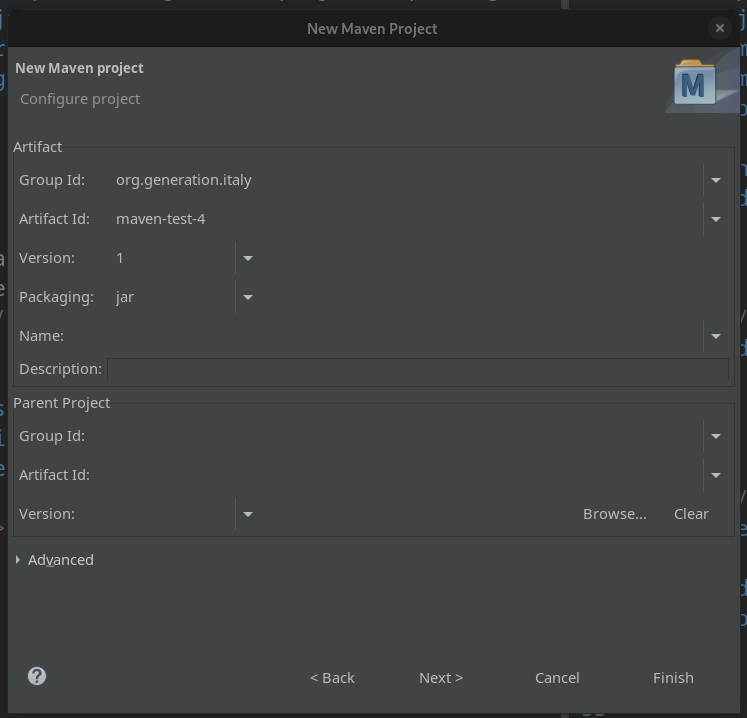 New Maven Project
New Maven project
Configure project
M
Artifact
Group Id: org.generation.italy
Artifact Id: maven-test-4
Version: 1
Packaging: jar
Name:
Description:
Parent Project
Group Id:
Artifact Id:
Version: Browse... Clear
Advanced
? < Back Next > Cancel Finish